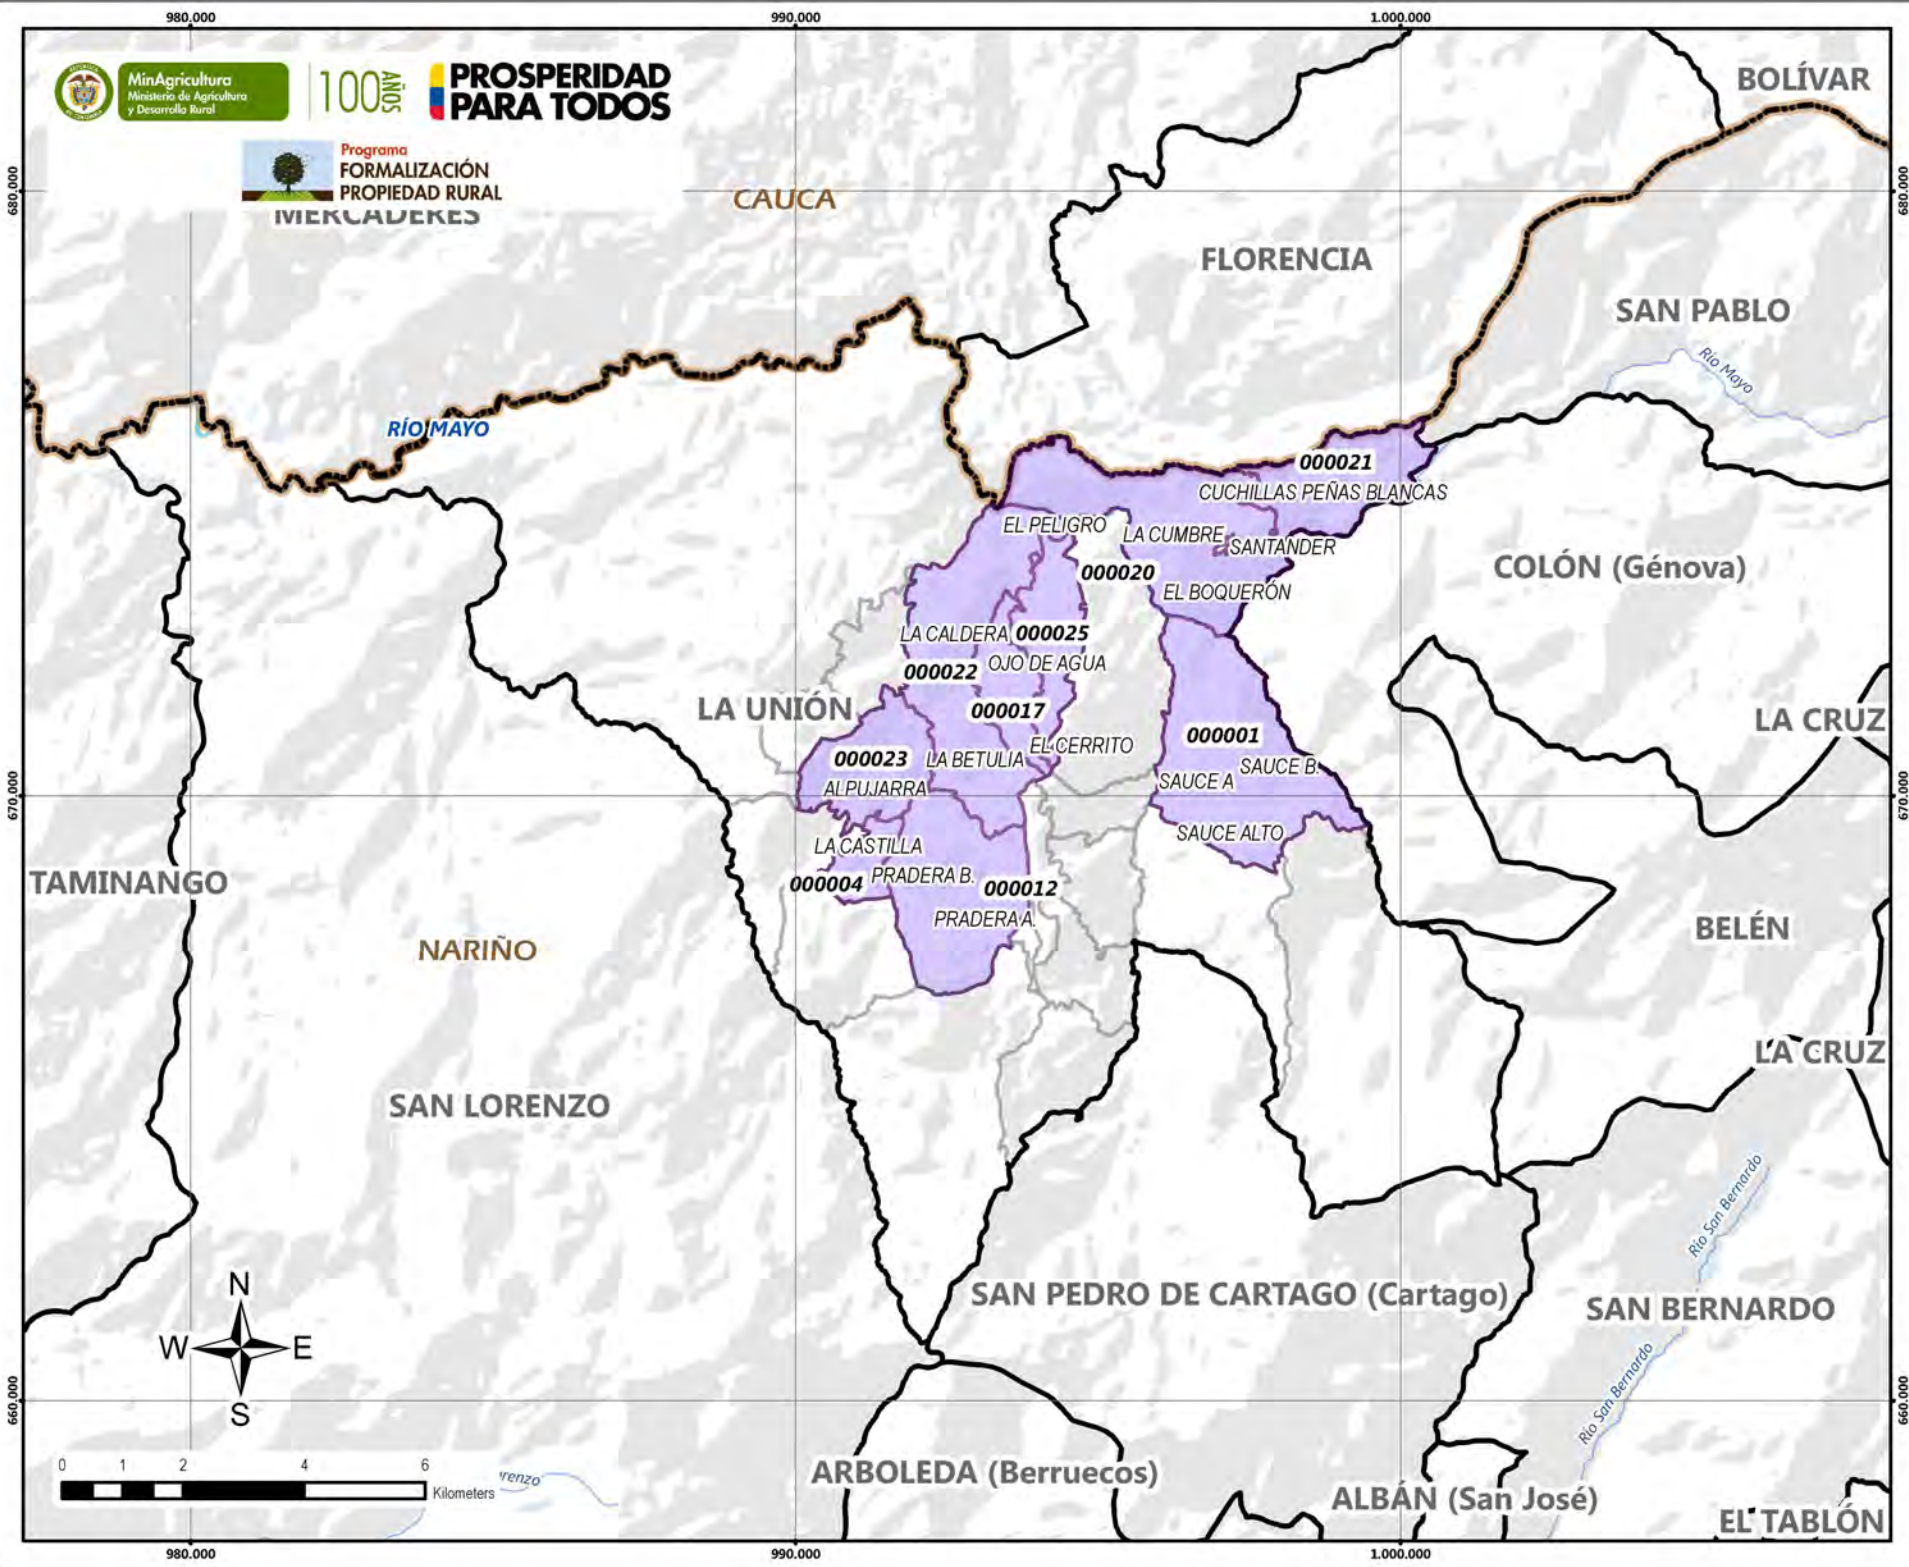 980.000
990.000
1.000.000
REPÚBLICA
DE COLOMBIA
MinAgricultura
Ministerio de Agricultura
y Desarrollo Rural
100 AÑOS
PROSPERIDAD
PARA TODOS
Programa
FORMALIZACIÓN
PROPIEDAD RURAL
MERCADERES
CAUCA
BOLÍVAR
680.000
680.000
FLORENCIA
SAN PABLO
Río Mayo
RÍO MAYO
000021
CUCHILLAS PEÑAS BLANCAS
EL PELIGRO
LA CUMBRE
SANTANDER
000020
EL BOQUERÓN
COLÓN (Génova)
LA CALDERA
000025
OJO DE AGUA
000022
LA UNIÓN
000017
000001
LA CRUZ
EL CERRITO
000023
LA BETULIA
SAUCE B.
SAUCE A
ALPUJARRA
670.000
670.000
SAUCE ALTO
LA CASTILLA
TAMINANGO
PRADERA B.
000004
000012
PRADERA A.
BELÉN
NARIÑO
LA CRUZ
SAN LORENZO
Río San Bernardo
N
W
E
S
SAN PEDRO DE CARTAGO (Cartago)
SAN BERNARDO
Río San Bernardo
660.000
660.000
0 1 2 4 6
Kilometers
renzo
ARBOLEDA (Berruecos)
ALBÁN (San José)
EL TABLÓN
980.000
990.000
1.000.000